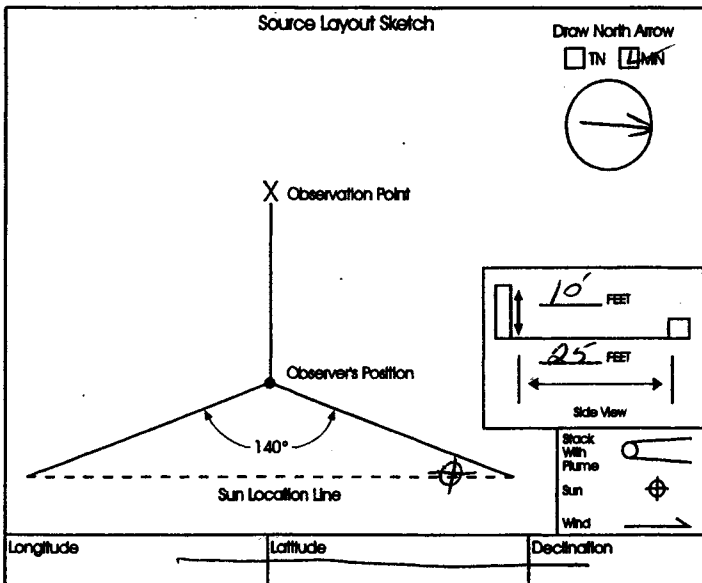 Source Layout Sketch
Draw North Arrow
TN MN
X Observation Point
10' FEET
25 FEET
Side View
Observer's Position
140°
Sun Location Line
Stack
With
Plume
Sun
Wind
Longitude Latitude Declination